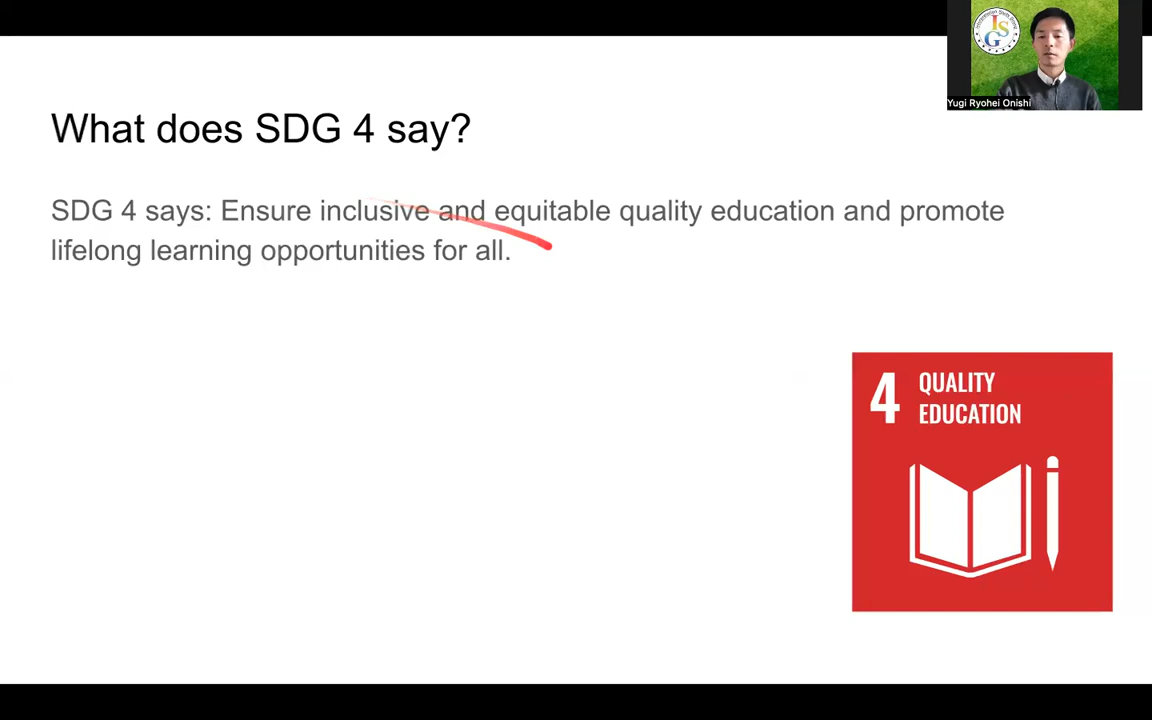 What does SDG 4 say?
SDG 4 says: Ensure inclusive and equitable quality education and promote
lifelong learning opportunities for all.
Yugi Ryohei Onishi
ISG
4 QUALITY
EDUCATION